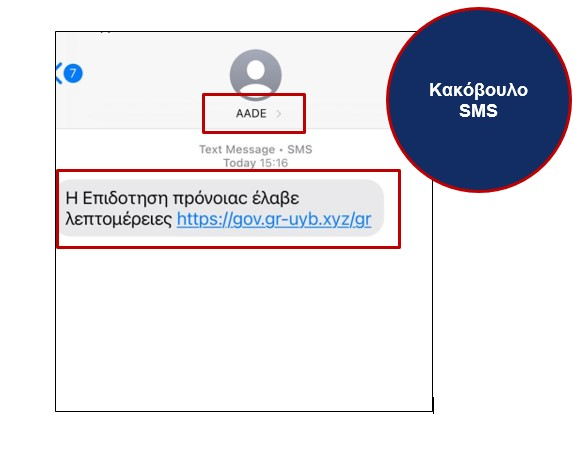 Κακόβουλο
SMS
7
AADE
Text Message • SMS
Today 15:16
Η Επιδοτηση πρόνοιας έλαβε
λεπτομέρειες https://gov.gr-uyb.xyz/gr